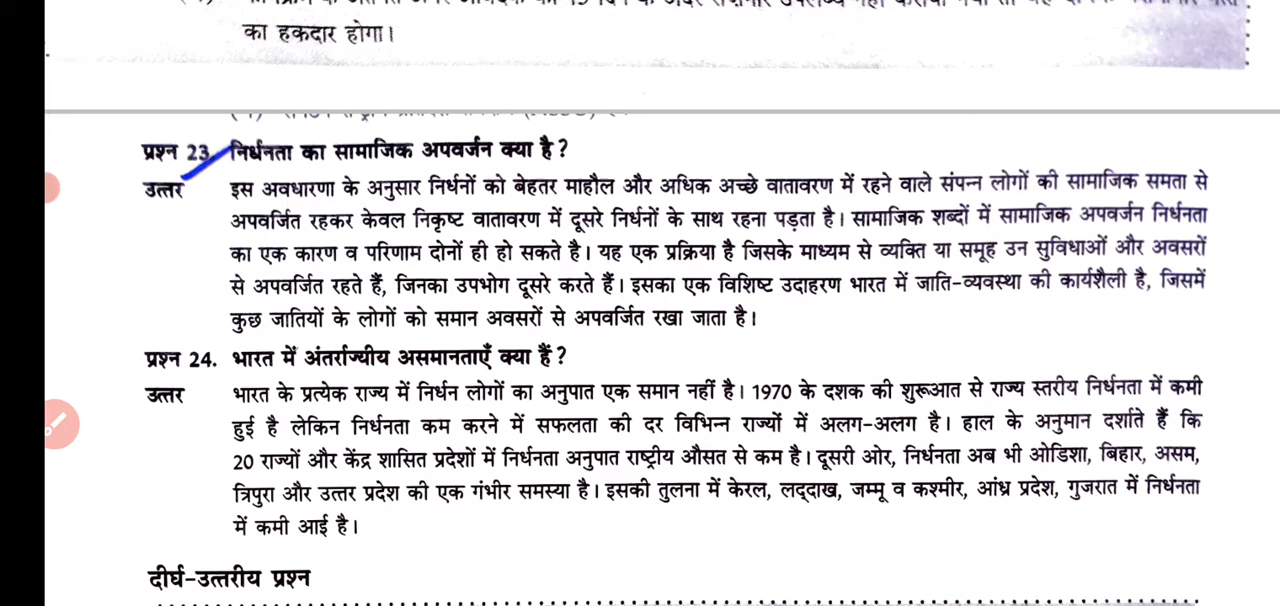 का हकदार होगा।
प्रश्न 23. निर्धनता का सामाजिक अपवर्जन क्या है?
उत्तर इस अवधारणा के अनुसार निर्धनों को बेहतर माहौल और अधिक अच्छे वातावरण में रहने वाले संपन्न लोगों की सामाजिक समता से
अपवर्जित रहकर केवल निकृष्ट वातावरण में दूसरे निर्धनों के साथ रहना पड़ता है। सामाजिक शब्दों में सामाजिक अपवर्जन निर्धनता
का एक कारण व परिणाम दोनों ही हो सकते है। यह एक प्रक्रिया है जिसके माध्यम से व्यक्ति या समूह उन सुविधाओं और अवसरों
से अपवर्जित रहते हैं, जिनका उपभोग दूसरे करते हैं। इसका एक विशिष्ट उदाहरण भारत में जाति-व्यवस्था की कार्यशैली है, जिसमें
कुछ जातियों के लोगों को समान अवसरों से अपवर्जित रखा जाता है।
प्रश्न 24. भारत में अंतर्राज्यीय असमानताएँ क्या हैं?
उत्तर भारत के प्रत्येक राज्य में निर्धन लोगों का अनुपात एक समान नहीं है। 1970 के दशक की शुरूआत से राज्य स्तरीय निर्धनता में कमी
हुई है लेकिन निर्धनता कम करने में सफलता की दर विभिन्न राज्यों में अलग-अलग है। हाल के अनुमान दर्शाते हैं कि
20 राज्यों और केंद्र शासित प्रदेशों में निर्धनता अनुपात राष्ट्रीय औसत से कम है। दूसरी ओर, निर्धनता अब भी ओडिशा, बिहार, असम,
त्रिपुरा और उत्तर प्रदेश की एक गंभीर समस्या है। इसकी तुलना में केरल, लद्दाख, जम्मू व कश्मीर, आंध्र प्रदेश, गुजरात में निर्धनता
में कमी आई है।
दीर्घ-उत्तरीय प्रश्न